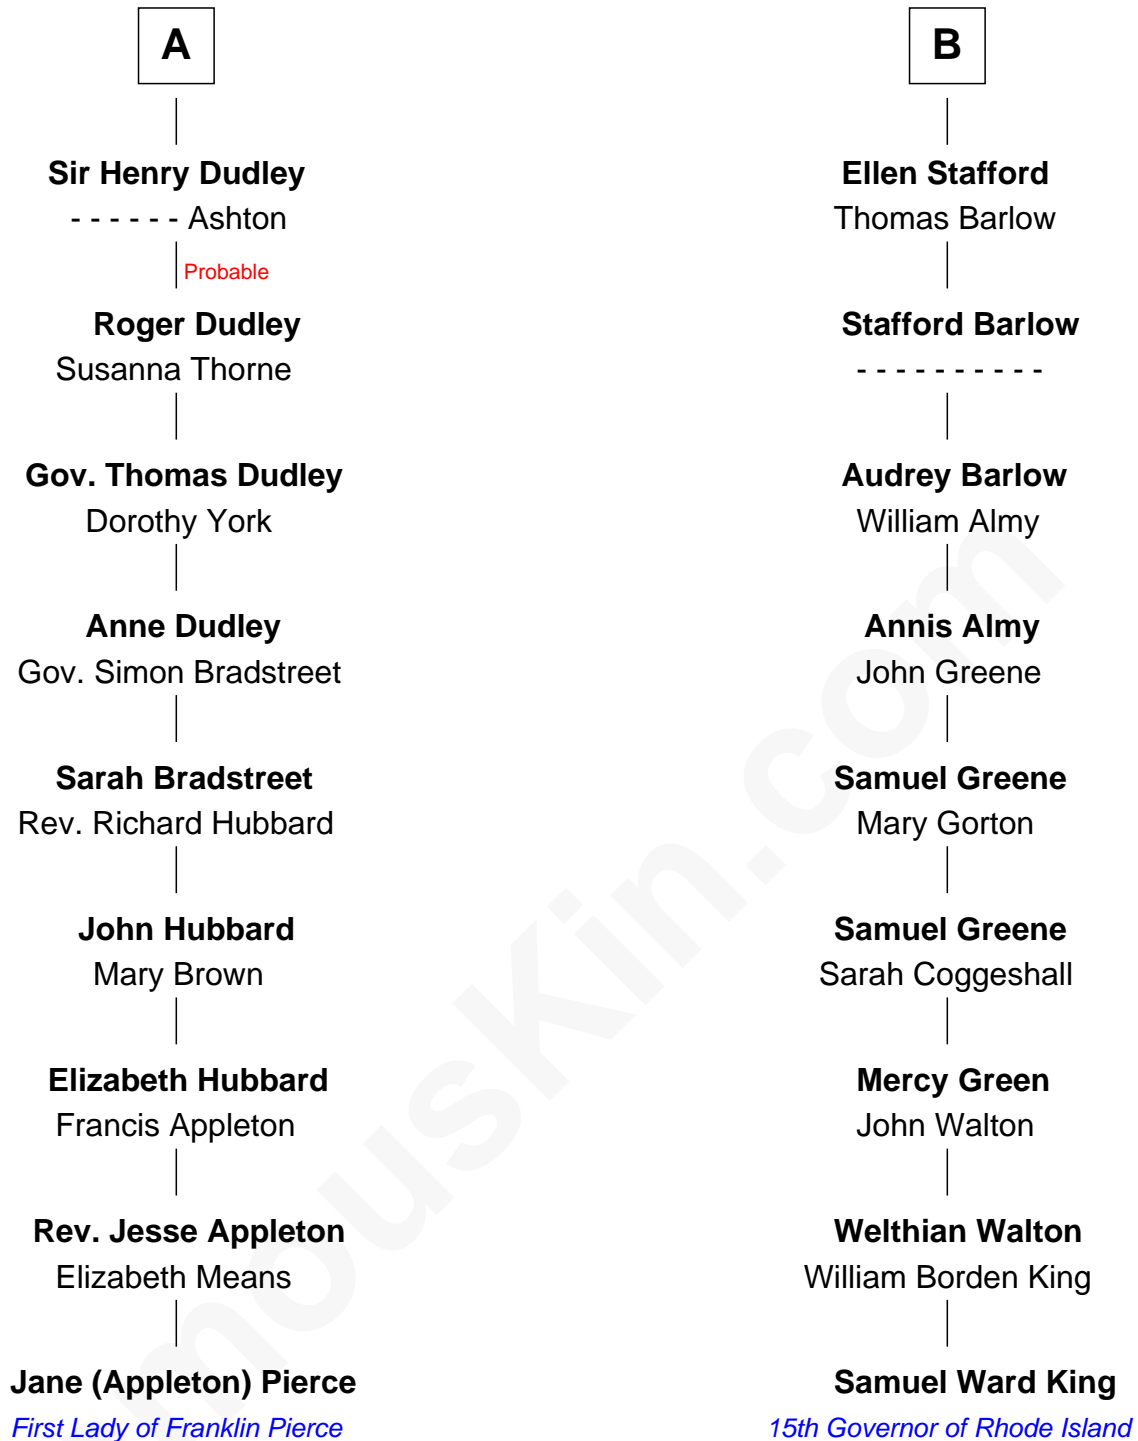 A
Sir Henry Dudley
- - - - - - Ashton
Probable
Roger Dudley
Susanna Thorne
Gov. Thomas Dudley
Dorothy York
Anne Dudley
Gov. Simon Bradstreet
Sarah Bradstreet
Rev. Richard Hubbard
John Hubbard
Mary Brown
Elizabeth Hubbard
Francis Appleton
Rev. Jesse Appleton
Elizabeth Means
Jane (Appleton) Pierce
First Lady of Franklin Pierce
B
Ellen Stafford
Thomas Barlow
Stafford Barlow
- - - - - - - - - -
Audrey Barlow
William Almy
Annis Almy
John Greene
Samuel Greene
Mary Gorton
Samuel Greene
Sarah Coggeshall
Mercy Green
John Walton
Welthian Walton
William Borden King
Samuel Ward King
15th Governor of Rhode Island
mousKin.com